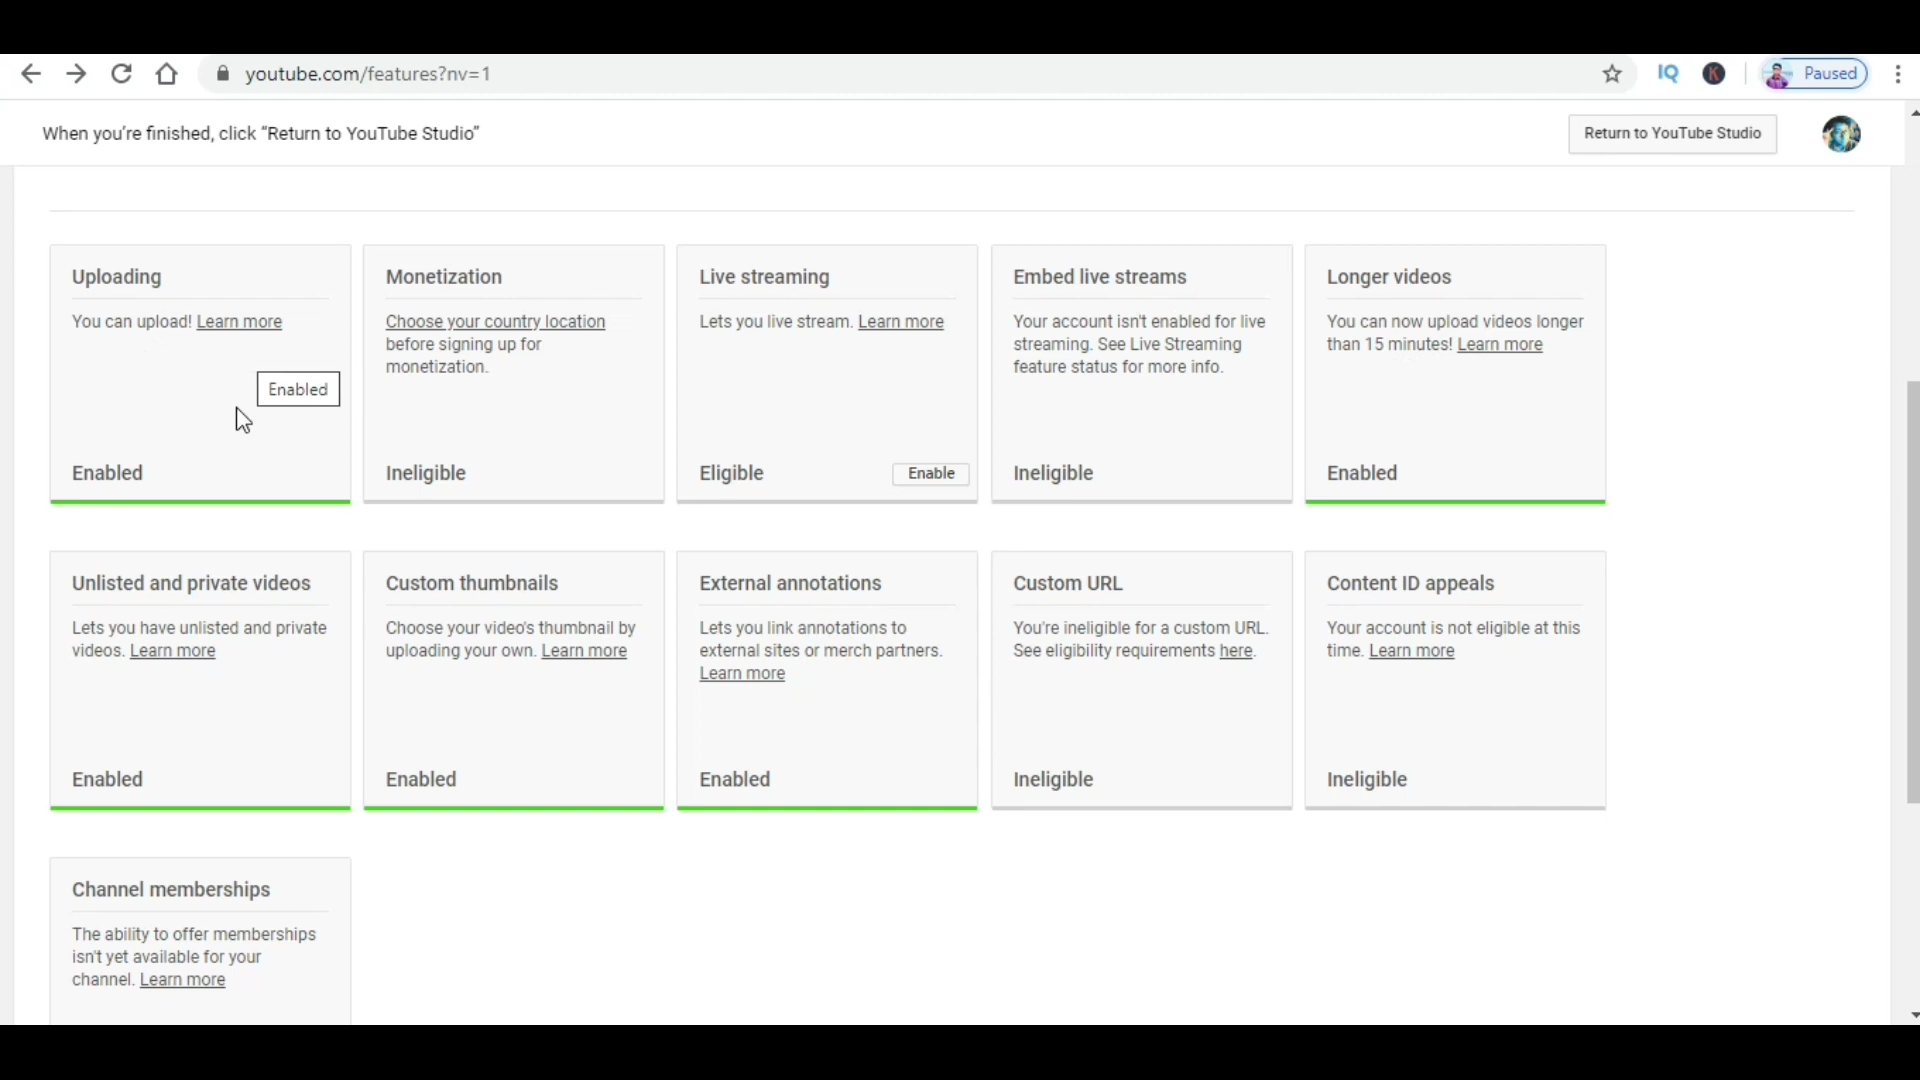 youtube.com/features?nv=1
IQ
K
Paused
When you're finished, click “Return to YouTube Studio”
Return to YouTube Studio
Uploading
You can upload! Learn more
Enabled
Enabled
Monetization
Choose your country location
before signing up for
monetization.
Ineligible
Live streaming
Lets you live stream. Learn more
Eligible
Enable
Embed live streams
Your account isn't enabled for live
streaming. See Live Streaming
feature status for more info.
Ineligible
Longer videos
You can now upload videos longer
than 15 minutes! Learn more
Enabled
Unlisted and private videos
Lets you have unlisted and private
videos. Learn more
Enabled
Custom thumbnails
Choose your video's thumbnail by
uploading your own. Learn more
Enabled
External annotations
Lets you link annotations to
external sites or merch partners.
Learn more
Enabled
Custom URL
You're ineligible for a custom URL.
See eligibility requirements here.
Ineligible
Content ID appeals
Your account is not eligible at this
time. Learn more
Ineligible
Channel memberships
The ability to offer memberships
isn't yet available for your
channel. Learn more